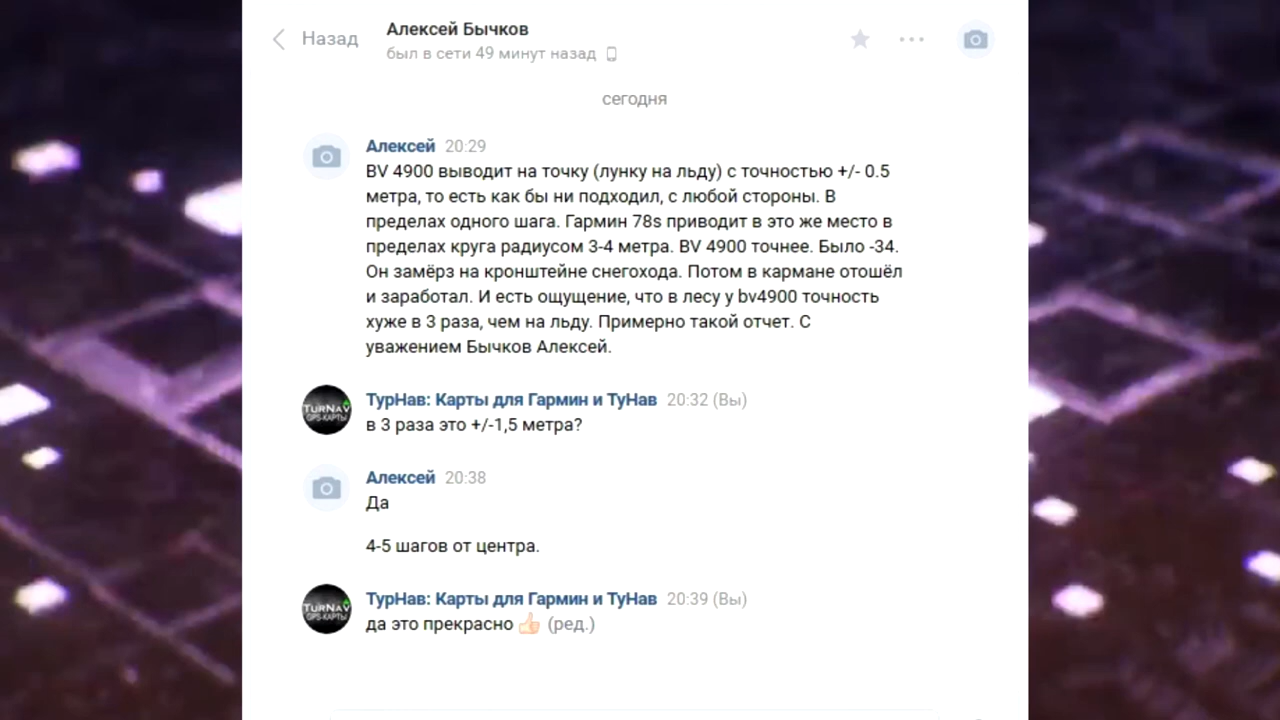 Назад
Алексей Бычков
был в сети 49 минут назад
сегодня
Алексей 20:29
BV 4900 выводит на точку (лунку на льду) с точностью +/- 0.5
метра, то есть как бы ни подходил, с любой стороны. В
пределах одного шага. Гармин 78s приводит в это же место в
пределах круга радиусом 3-4 метра. BV 4900 точнее. Было -34.
Он замёрз на кронштейне снегохода. Потом в кармане отошёл
и заработал. И есть ощущение, что в лесу у bv4900 точность
хуже в 3 раза, чем на льду. Примерно такой отчет. С
уважением Бычков Алексей.
TURNAV
GPS-КАРТЫ
ТурНав: Карты для Гармин и ТуНав 20:32 (Вы)
в 3 раза это +/-1,5 метра?
Алексей 20:38
Да
4-5 шагов от центра.
TURNAV
GPS-КАРТЫ
ТурНав: Карты для Гармин и ТуНав 20:39 (Вы)
да это прекрасно 👍🏻 (ред.)